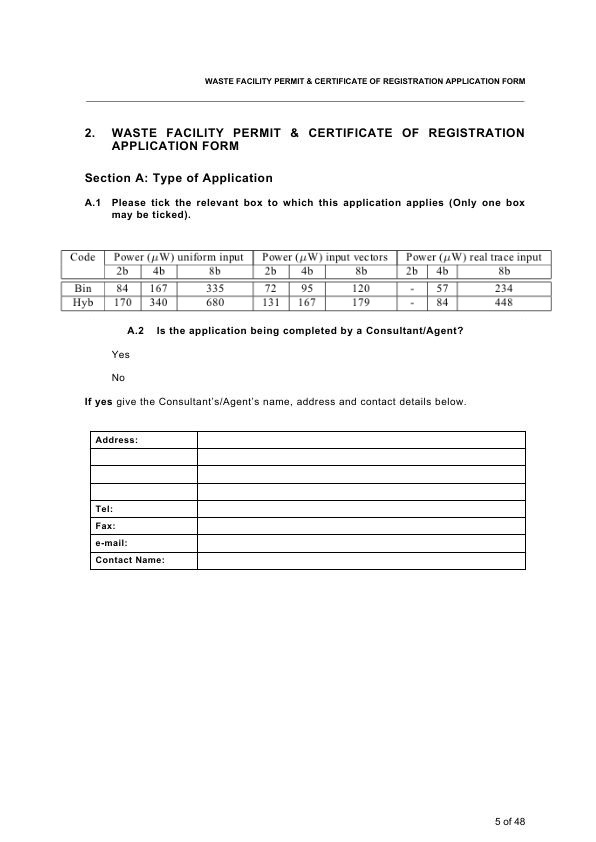 WASTE FACILITY PERMIT & CERTIFICATE OF REGISTRATION APPLICATION FORM
2. WASTE FACILITY PERMIT & CERTIFICATE OF REGISTRATION
APPLICATION FORM
Section A: Type of Application
A.1 Please tick the relevant box to which this application applies (Only one box
may be ticked).
Code Power (μW) uniform input Power (μW) input vectors Power (μW) real trace input
2b 4b 8b 2b 4b 8b 2b 4b 8b
Bin 84 167 335 72 95 120 - 57 234
Hyb 170 340 680 131 167 179 - 84 448
A.2 Is the application being completed by a Consultant/Agent?
Yes
No
If yes give the Consultant's/Agent's name, address and contact details below.
Address:
Tel:
Fax:
e-mail:
Contact Name:
5 of 48